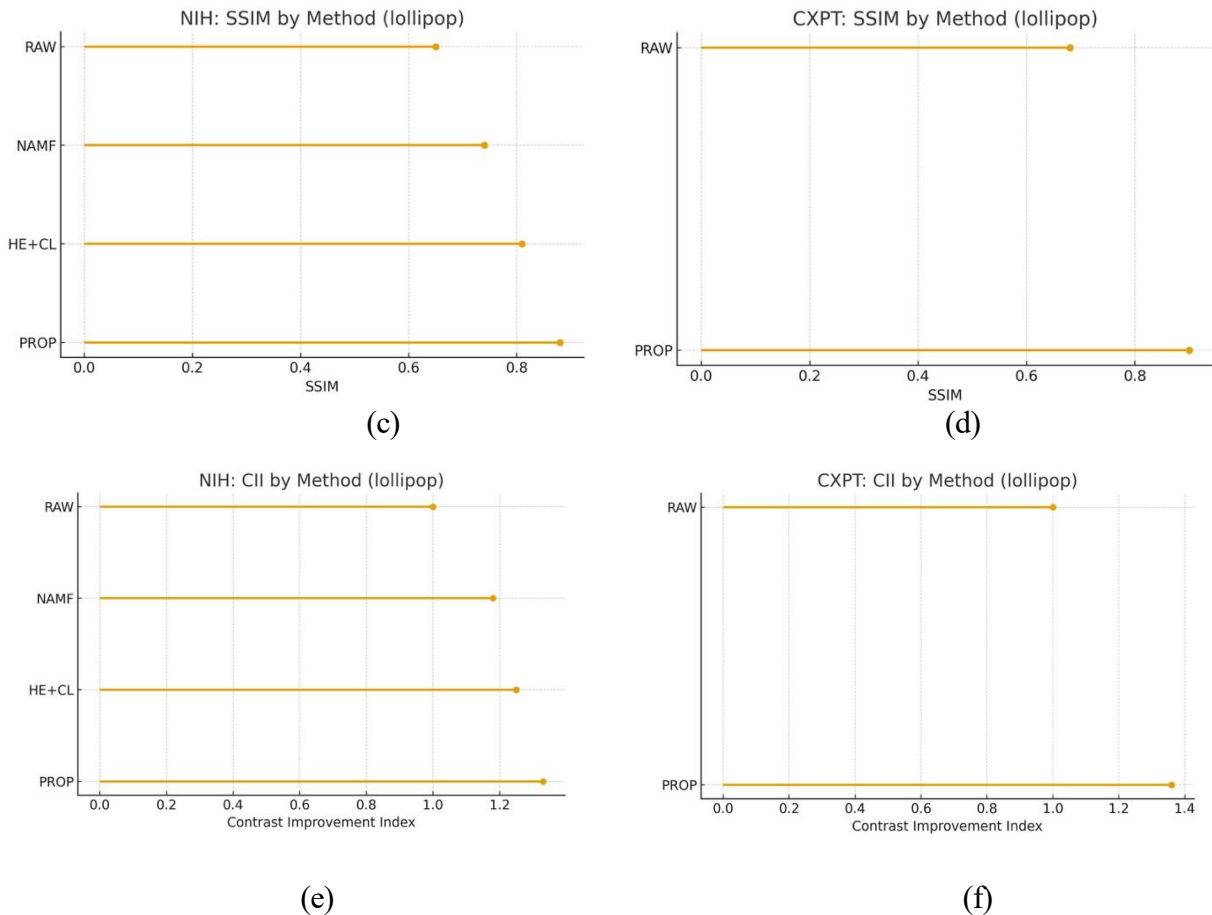 NIH: SSIM by Method (lollipop)
RAW
NAMF
HE+CL
PROP
0.0 0.2 0.4 0.6 0.8
SSIM
(c)
CXPT: SSIM by Method (lollipop)
RAW
PROP
0.0 0.2 0.4 0.6 0.8
SSIM
(d)
NIH: CII by Method (lollipop)
RAW
NAMF
HE+CL
PROP
0.0 0.2 0.4 0.6 0.8 1.0 1.2
Contrast Improvement Index
(e)
CXPT: CII by Method (lollipop)
RAW
PROP
0.0 0.2 0.4 0.6 0.8 1.0 1.2 1.4
Contrast Improvement Index
(f)